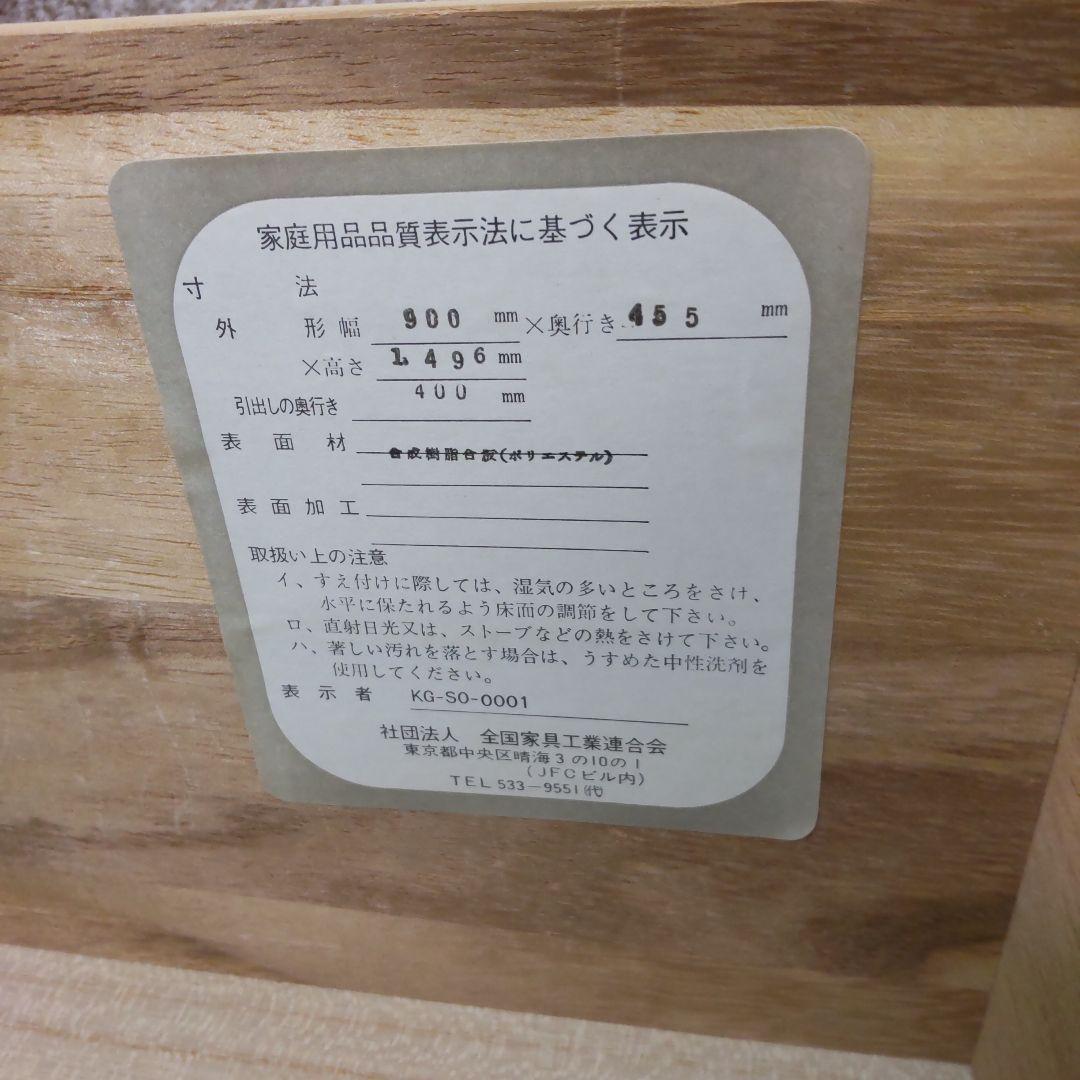 家庭用品品質表示法に基づく表示
寸法
外形幅 900 mm ×奥行き 455 mm
×高さ 1.496 mm
引出しの奥行き 400 mm
表面材 合成樹脂合板(ポリエステル)
表面加工
取扱い上の注意
イ、すえ付けに際しては、湿気の多いところをさけ、
水平に保たれるよう床面の調節をして下さい。
ロ、直射日光又は、ストーブなどの熱をさけて下さい。
ハ、著しい汚れを落とす場合は、うすめた中性洗剤を
使用してください。
表示者 KG-SO-0001
社団法人 全国家具工業連合会
東京都中央区晴海3の10の1
(JFCビル内)
TEL 533-9551㈹